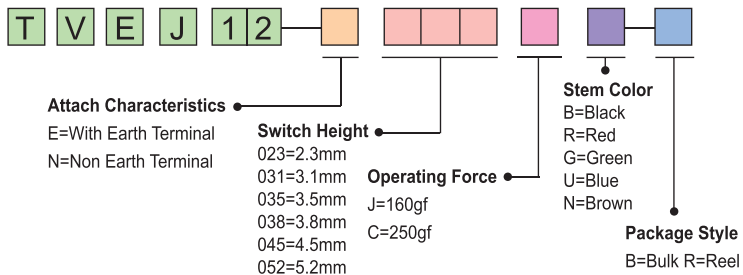 TVEJ12
Attach Characteristics
E=With Earth Terminal
N=Non Earth Terminal
Switch Height
023=2.3mm
031=3.1mm
035=3.5mm
038=3.8mm
045=4.5mm
052=5.2mm
Operating Force
J=160gf
C=250gf
Stem Color
B=Black
R=Red
G=Green
U=Blue
N=Brown
Package Style
B=Bulk R=Reel